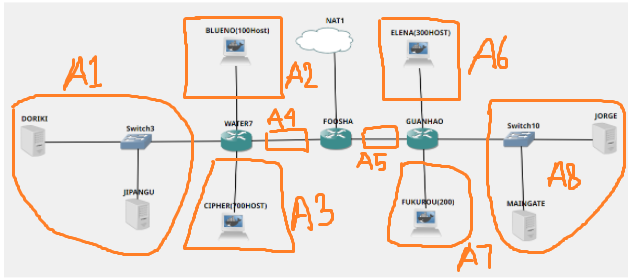 NAT1
BLUENO(100Host)
ELENA(300HOST)
A1
A2
A6
DORIKI
Switch3
WATER7
A4
FOOSHA
A5
GUANHAO
Switch10
JORGE
JIPANGU
CIPHER(700HOST)
A3
FUKUROU(200)
A7
A8
MAINGATE